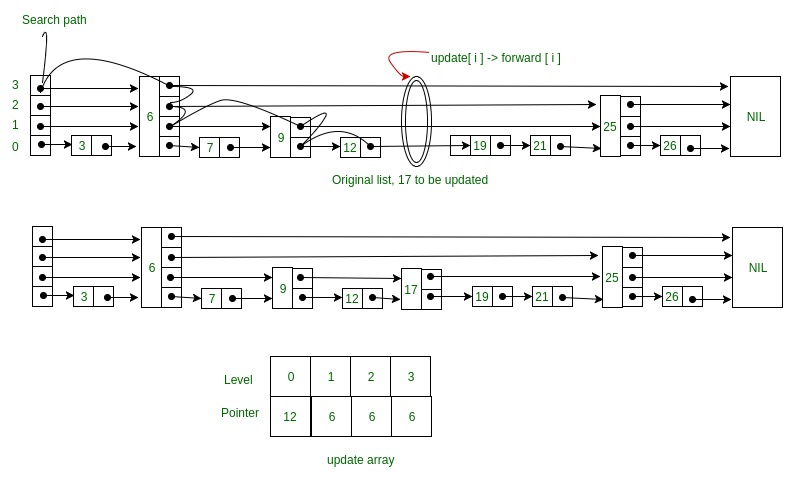 Search path
update[ i ] -> forward [ i ]
3
2
1
0
3
6
7
9
12
19
21
25
26
NIL
Original list, 17 to be updated
3
6
7
9
12
17
19
21
25
26
NIL
Level 0 1 2 3
Pointer 12 6 6 6
update array